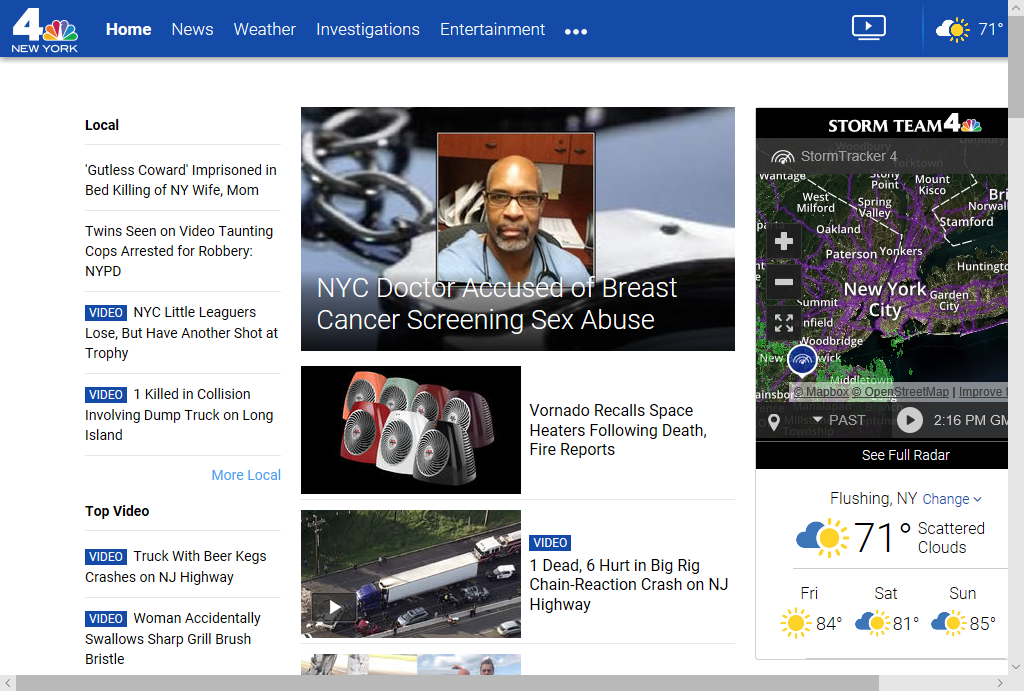 4
NEW YORK
Home
News
Weather
Investigations
Entertainment
71°
Local
'Gutless Coward' Imprisoned in
Bed Killing of NY Wife, Mom
Twins Seen on Video Taunting
Cops Arrested for Robbery:
NYPD
VIDEO NYC Little Leaguers
Lose, But Have Another Shot at
Trophy
VIDEO 1 Killed in Collision
Involving Dump Truck on Long
Island
More Local
Top Video
VIDEO Truck With Beer Kegs
Crashes on NJ Highway
VIDEO Woman Accidentally
Swallows Sharp Grill Brush
Bristle
NYC Doctor Accused of Breast
Cancer Screening Sex Abuse
Vornado Recalls Space
Heaters Following Death,
Fire Reports
VIDEO
1 Dead, 6 Hurt in Big Rig
Chain-Reaction Crash on NJ
Highway
STORM TEAM 4
StormTracker 4
Wantage
Stony
Point
Mount
Kisco
West
Milford
Spring
Valley
Norwal
Stamford
Oakland
Paterson
Yonkers
Huntingto
New York
City
Garden
City
Summit
Woodbridge
Middletown
© Mapbox © OpenStreetMap | Improve t
PAST
2:16 PM GM
See Full Radar
Flushing, NY Change
71° Scattered
Clouds
Fri
Sat
Sun
84°
81°
85°